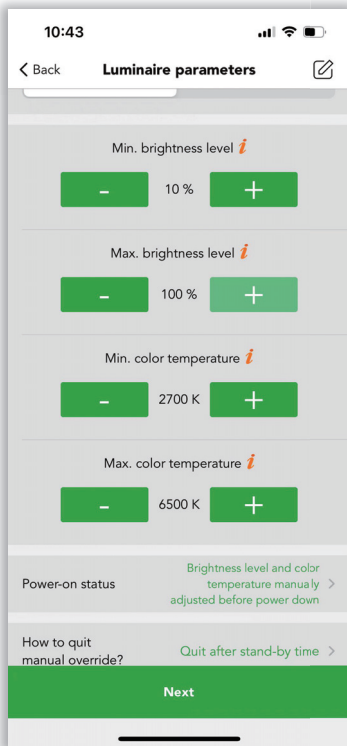 10:43
Back Luminaire parameters
Min. brightness level i
- 10 % +
Max. brightness level i
- 100 % +
Min. color temperature i
- 2700 K +
Max. color temperature i
- 6500 K +
Power-on status
Brightness level and color
temperature manually
adjusted before power down
How to quit
manual override?
Quit after stand-by time
Next